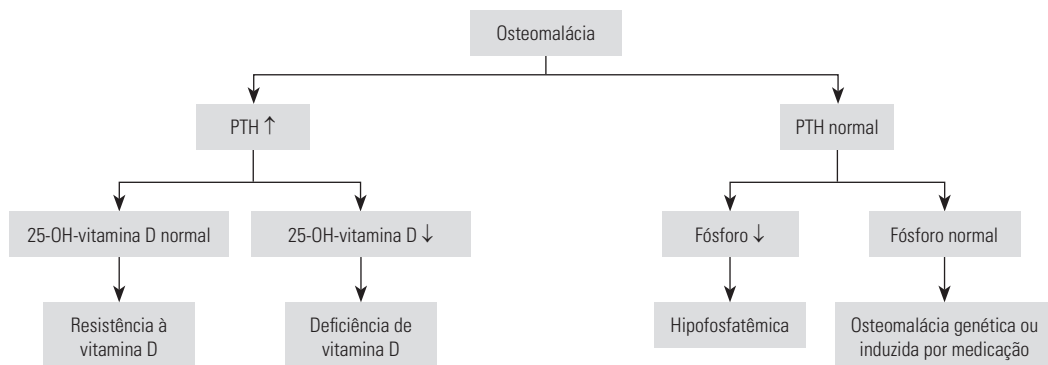 Osteomalácia
PTH ↑
PTH normal
25-OH-vitamina D normal
25-OH-vitamina D ↓
Fósforo ↓
Fósforo normal
Resistência à
vitamina D
Deficiência de
vitamina D
Hipofosfatêmica
Osteomalácia genética ou
induzida por medicação